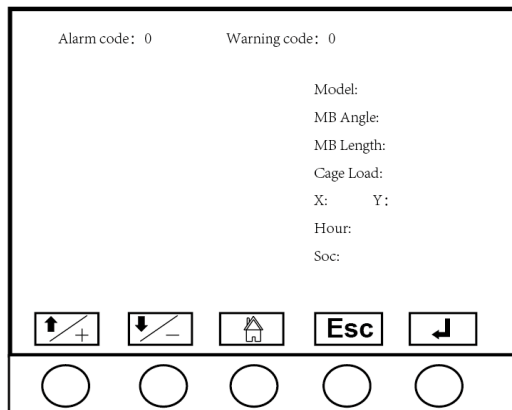 Alarm code: 0 Warning code: 0
Model:
MB Angle:
MB Length:
Cage Load:
X: Y:
Hour:
Soc:
+ − Esc